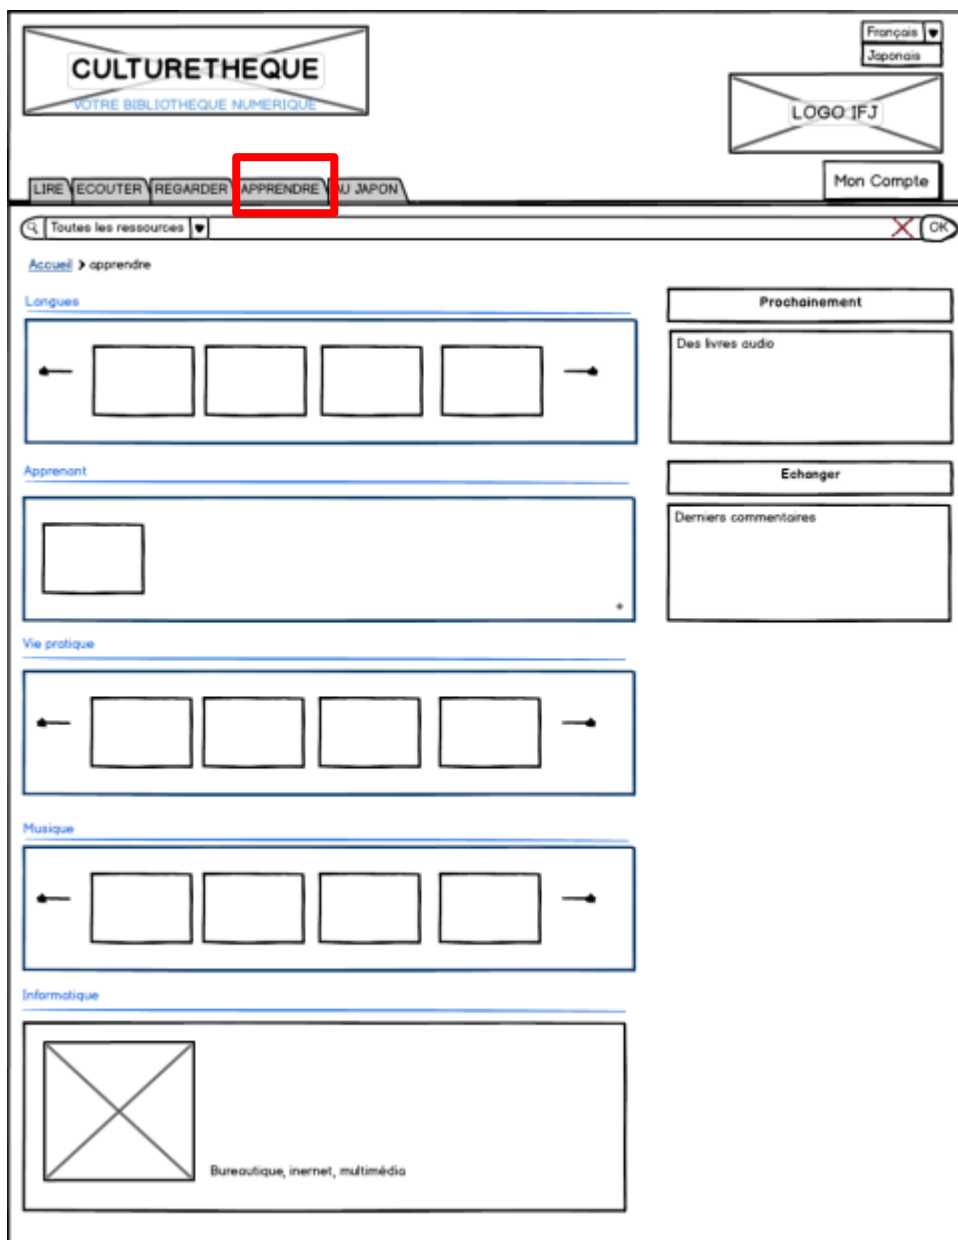 Français
Japonais
CULTURETHEQUE
VOTRE BIBLIOTHEQUE NUMERIQUE
LOGO IFJ
Mon Compte
LIRE ECOUTER REGARDER APPRENDRE AU JAPON
Toutes les ressources OK
Accueil > apprendre
Langues
Prochainement
Des livres audio
Apprenant
Echanger
Derniers commentaires
+
Vie pratique
Musique
Informatique
Bureautique, inernet, multimédia